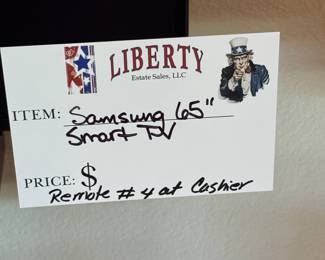 LIBERTY
Estate Sales, LLC
ITEM: Samsung 65"
Smart TV
PRICE: $
Remote # 4 at Cashier